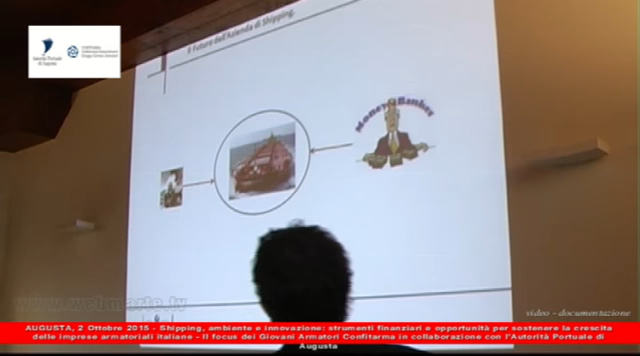 Il Futuro dell'Azienda di Shipping,
Money Banker
www.webmarte.tv
video - documentazione
AUGUSTA, 2 Ottobre 2015 - Shipping, ambiente e innovazione: strumenti finanziari e opportunità per sostenere la crescita
delle imprese armatoriali italiane - Il focus dei Giovani Armatori Confitarma in collaborazione con l'Autorità Portuale di
Augusta